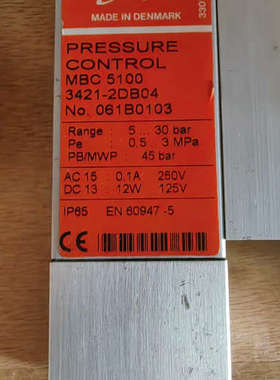 MADE IN DENMARK
330
PRESSURE
CONTROL
MBC 5100
3421-2DB04
No. 061B0103
Range : 5 ... 30 bar
Pe : 0.5 .. 3 MPa
PB/MWP : 45 bar
AC 15 : 0.1A 250V
DC 13 : 12W 125V
IP65 EN 60947 -5
CE